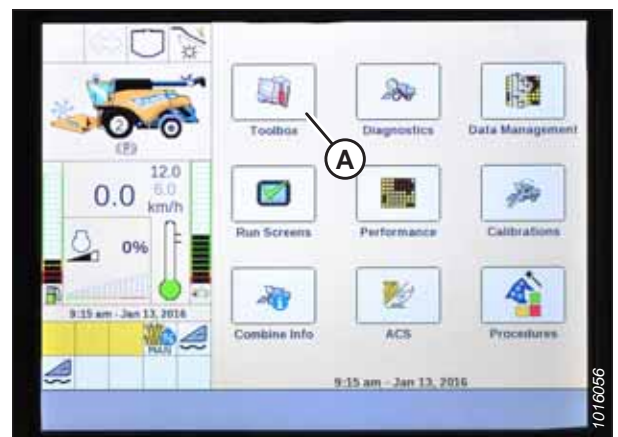 Toolbox
Diagnostics
Data Management
A
2
(P)
12.0
6.0
0.0
km/h
0%
Run Screens
Performance
Calibrations
9:15 am - Jan 13, 2016
MAN
Combine Info
ACS
Procedures
9:15 am - Jan 13, 2016
1016056